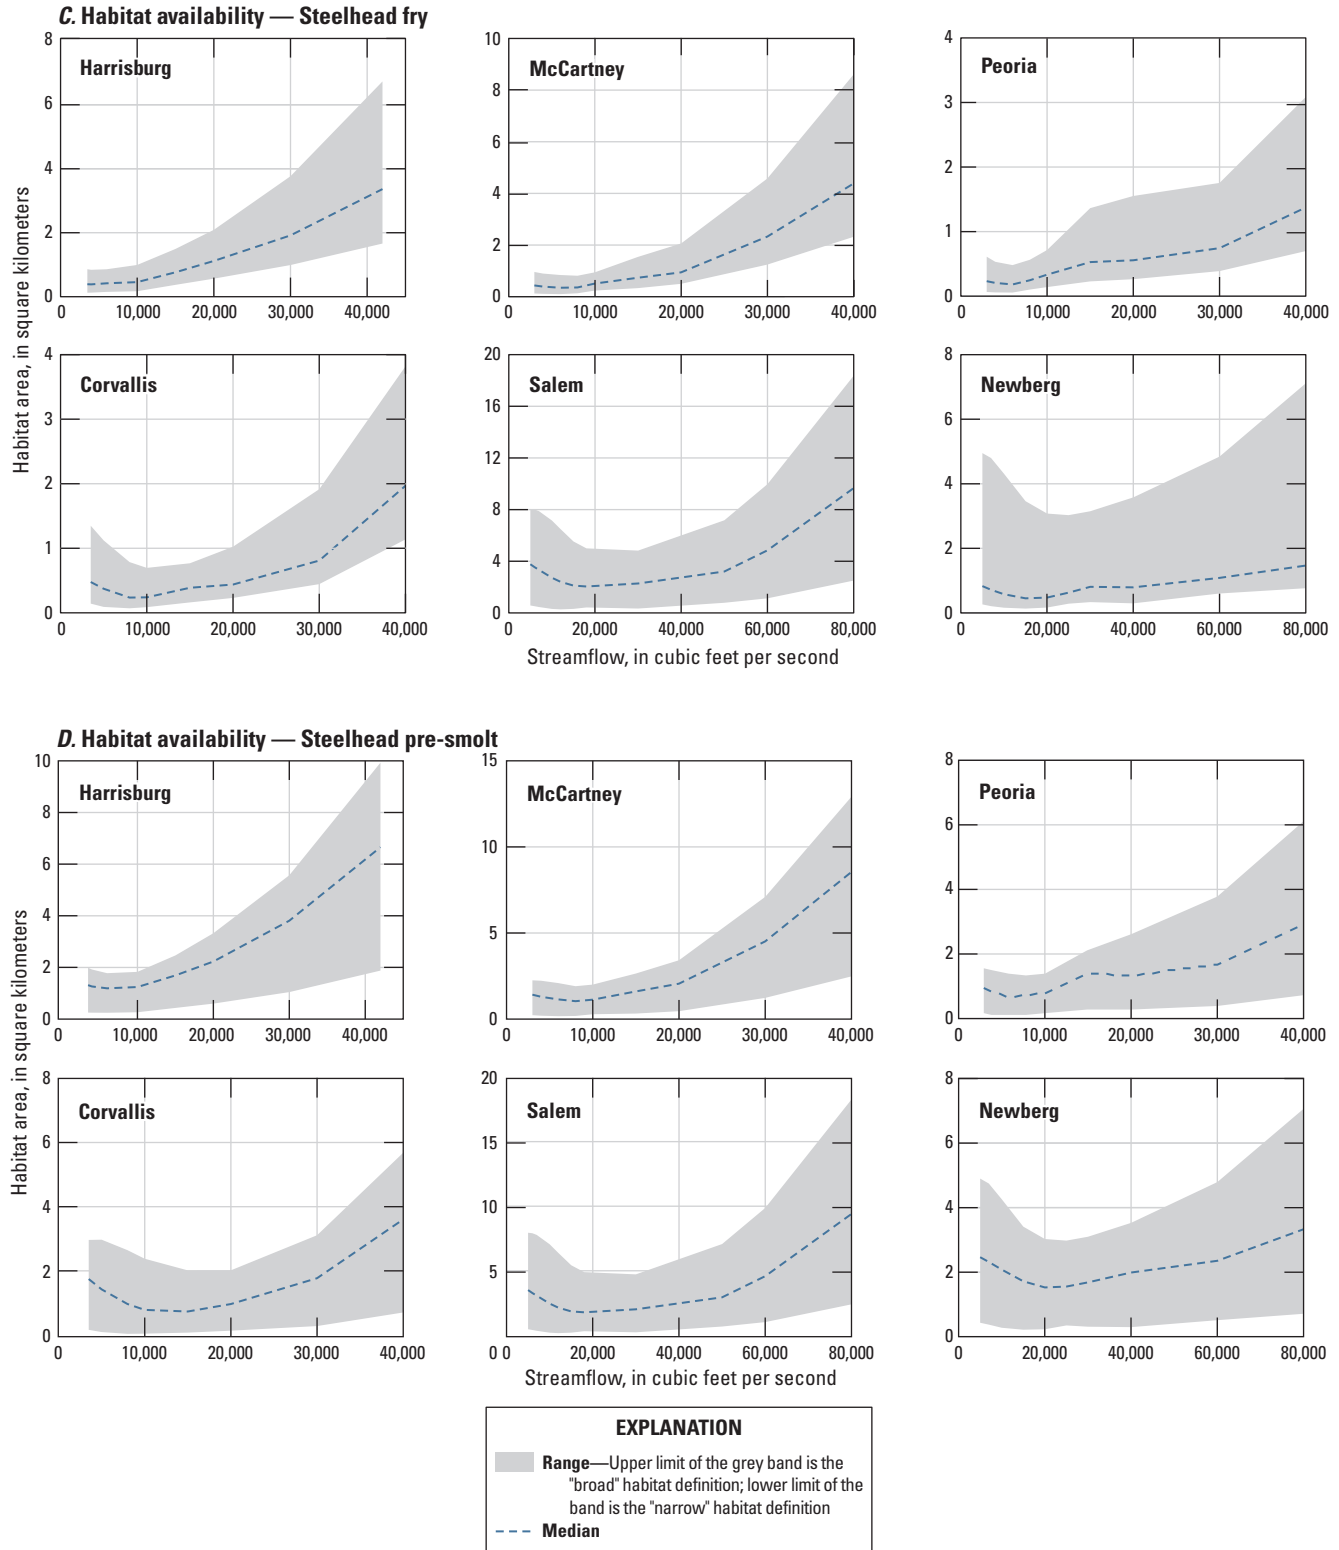 C. Habitat availability — Steelhead fry
Habitat area, in square kilometers
Harrisburg
8
6
4
2
0
0 10,000 20,000 30,000 40,000
McCartney
10
8
6
4
2
0
0 10,000 20,000 30,000 40,000
Peoria
4
3
2
1
0
0 10,000 20,000 30,000 40,000
Corvallis
4
3
2
1
0
0 10,000 20,000 30,000 40,000
Salem
20
16
12
8
4
0
0 20,000 40,000 60,000 80,000
Newberg
8
6
4
2
0
0 20,000 40,000 60,000 80,000
Streamflow, in cubic feet per second
D. Habitat availability — Steelhead pre-smolt
Habitat area, in square kilometers
Harrisburg
10
8
6
4
2
0
0 10,000 20,000 30,000 40,000
McCartney
15
10
5
0
0 10,000 20,000 30,000 40,000
Peoria
8
6
4
2
0
0 10,000 20,000 30,000 40,000
Corvallis
8
6
4
2
0
0 10,000 20,000 30,000 40,000
Salem
20
15
10
5
0 0 20,000 40,000 60,000 80,000
Newberg
8
6
4
2
0
0 20,000 40,000 60,000 80,000
Streamflow, in cubic feet per second
EXPLANATION
Range—Upper limit of the grey band is the
"broad" habitat definition; lower limit of the
band is the "narrow" habitat definition
Median